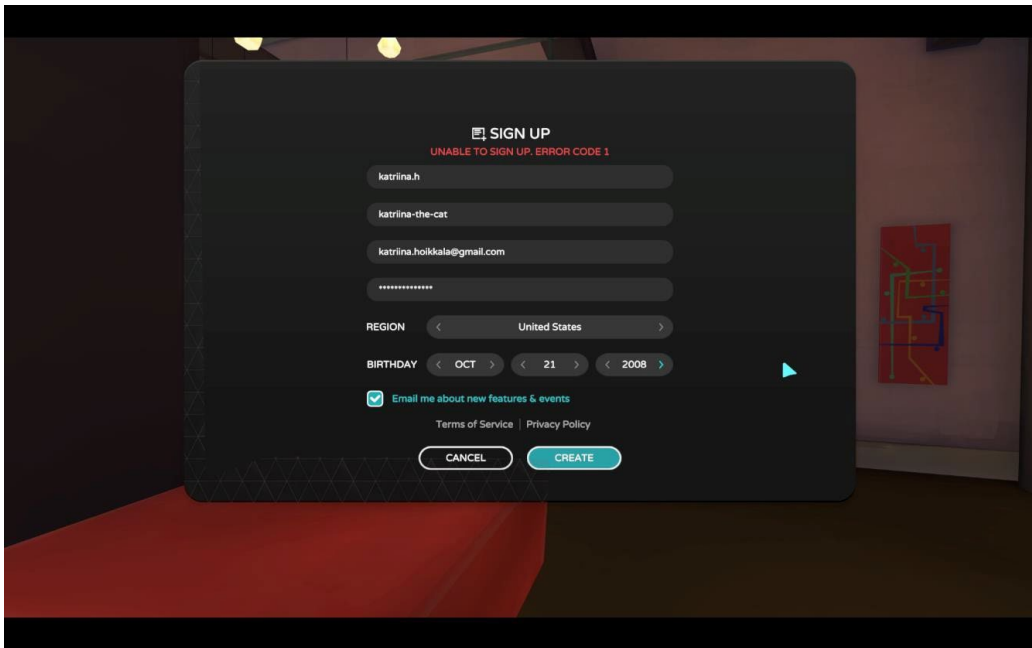 SIGN UP
UNABLE TO SIGN UP. ERROR CODE 1
katriina.h
katriina-the-cat
katriina.hoikkala@gmail.com
**************
REGION < United States >
BIRTHDAY < OCT > < 21 > < 2008 >
Email me about new features & events
Terms of Service | Privacy Policy
CANCEL CREATE